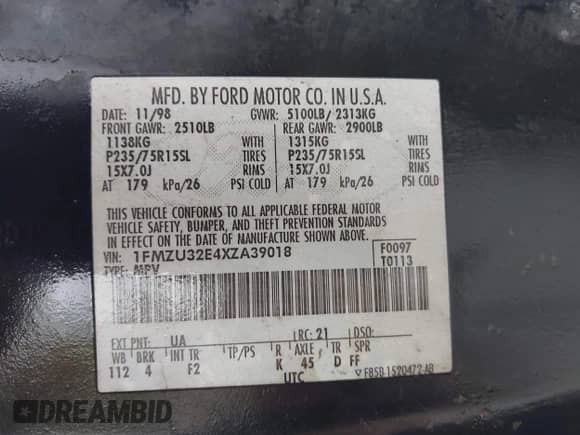 MFD. BY FORD MOTOR CO. IN U.S.A.
DATE: 11/98 GVWR: 5100LB/ 2313KG
FRONT GAWR: 2510LB REAR GAWR: 2900LB
1138KG WITH 1315KG WITH
P235/75R15SL TIRES P235/75R15SL TIRES
15X7.0J RIMS 15X7.0J RIMS
AT 179 kPa/26 PSI COLD AT 179 kPa/26 PSI COLD
THIS VEHICLE CONFORMS TO ALL APPLICABLE FEDERAL MOTOR
VEHICLE SAFETY, BUMPER, AND THEFT PREVENTION STANDARDS
IN EFFECT ON THE DATE OF MANUFACTURE SHOWN ABOVE.
VIN: 1FMZU32E4XZA39018 F0097
TYPE: MPV T0113
EXT PNT: UA RC: 21 DSO:
WB BRK INT TR TP/PS R AXLE TR SPR
112 4 F2 K 45 D FF
UTC ▽ F85B-1520472-AB
DREAMBID